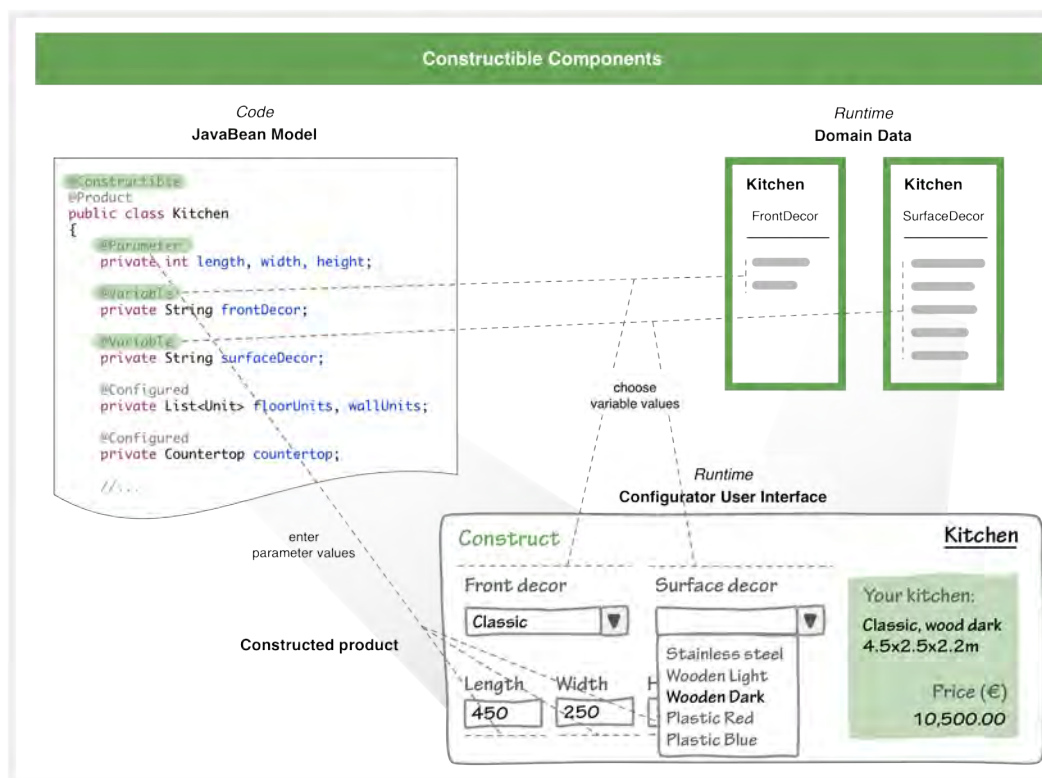 Constructible Components
Code
JavaBean Model
@Constructible
@Product
public class Kitchen
{
@Parameter
private int length, width, height;
@Variable
private String frontDecor;
@Variable
private String surfaceDecor;
@Configured
private List<Unit> floorUnits, wallUnits;
@Configured
private Countertop countertop;
//...
Runtime
Domain Data
Kitchen
FrontDecor
Kitchen
SurfaceDecor
choose
variable values
enter
parameter values
Constructed product
Runtime
Configurator User Interface
Construct
Kitchen
Front decor
Classic
Surface decor
Stainless steel
Wooden Light
Wooden Dark
Plastic Red
Plastic Blue
Length
450
Width
250
H
Your kitchen:
Classic, wood dark
4.5x2.5x2.2m
Price (€)
10,500.00